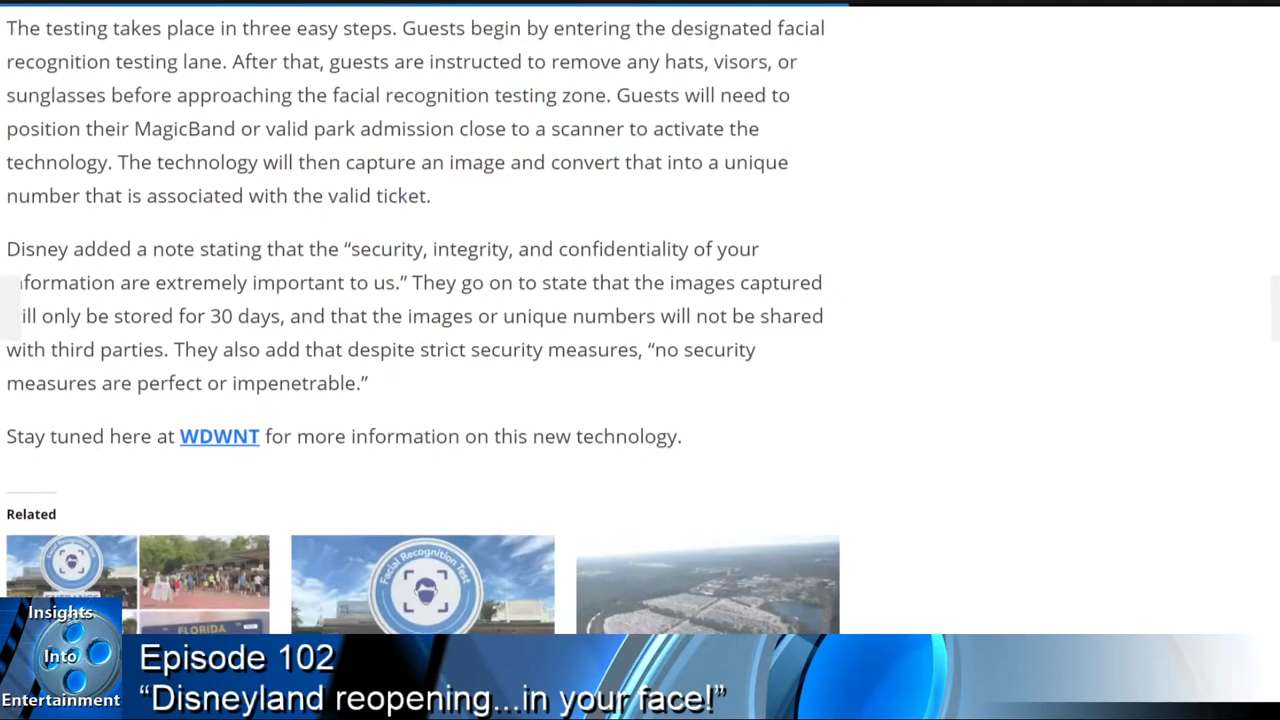 The testing takes place in three easy steps. Guests begin by entering the designated facial
recognition testing lane. After that, guests are instructed to remove any hats, visors, or
sunglasses before approaching the facial recognition testing zone. Guests will need to
position their MagicBand or valid park admission close to a scanner to activate the
technology. The technology will then capture an image and convert that into a unique
number that is associated with the valid ticket.
Disney added a note stating that the “security, integrity, and confidentiality of your
nformation are extremely important to us.” They go on to state that the images captured
ill only be stored for 30 days, and that the images or unique numbers will not be shared
with third parties. They also add that despite strict security measures, “no security
measures are perfect or impenetrable.”
Stay tuned here at WDWNT for more information on this new technology.
Related
Facial Recognition Test
ENTRANCE
FLORIDA
Facial Recognition Test
Insights
Into
Entertainment
Episode 102
“Disneyland reopening...in your face!”